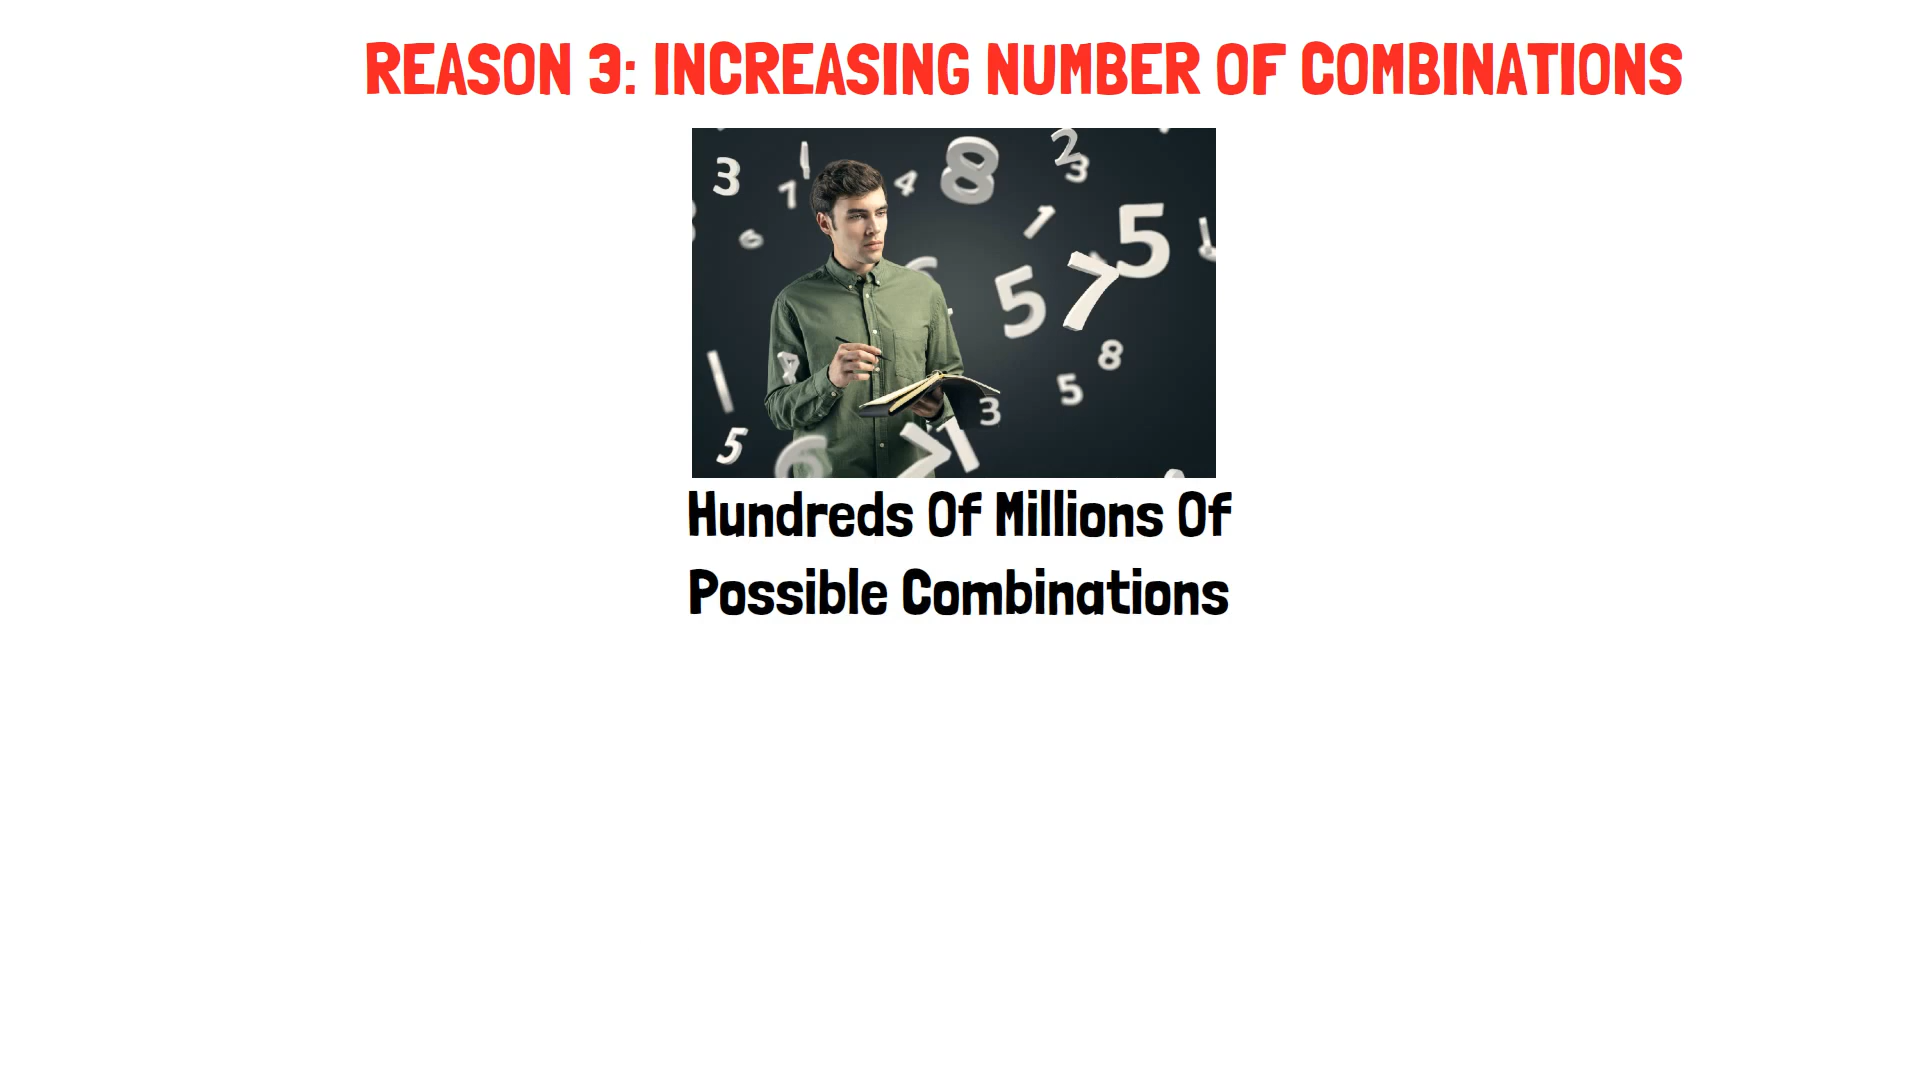 REASON 3: INCREASING NUMBER OF COMBINATIONS
Hundreds Of Millions Of
Possible Combinations